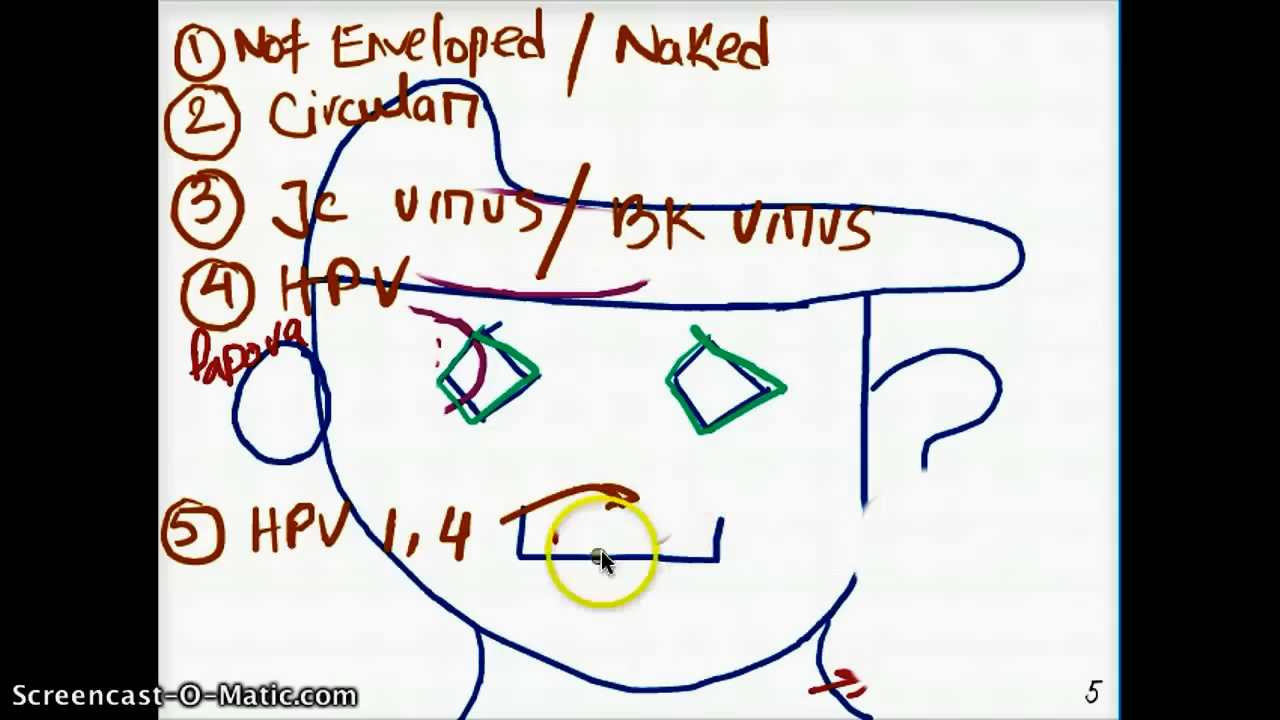 ① Not Enveloped / Naked
② Circular
③ Jc virus / BK virus
④ HPV
Papova
⑤ HPV 1, 4
Screencast-O-Matic.com
5